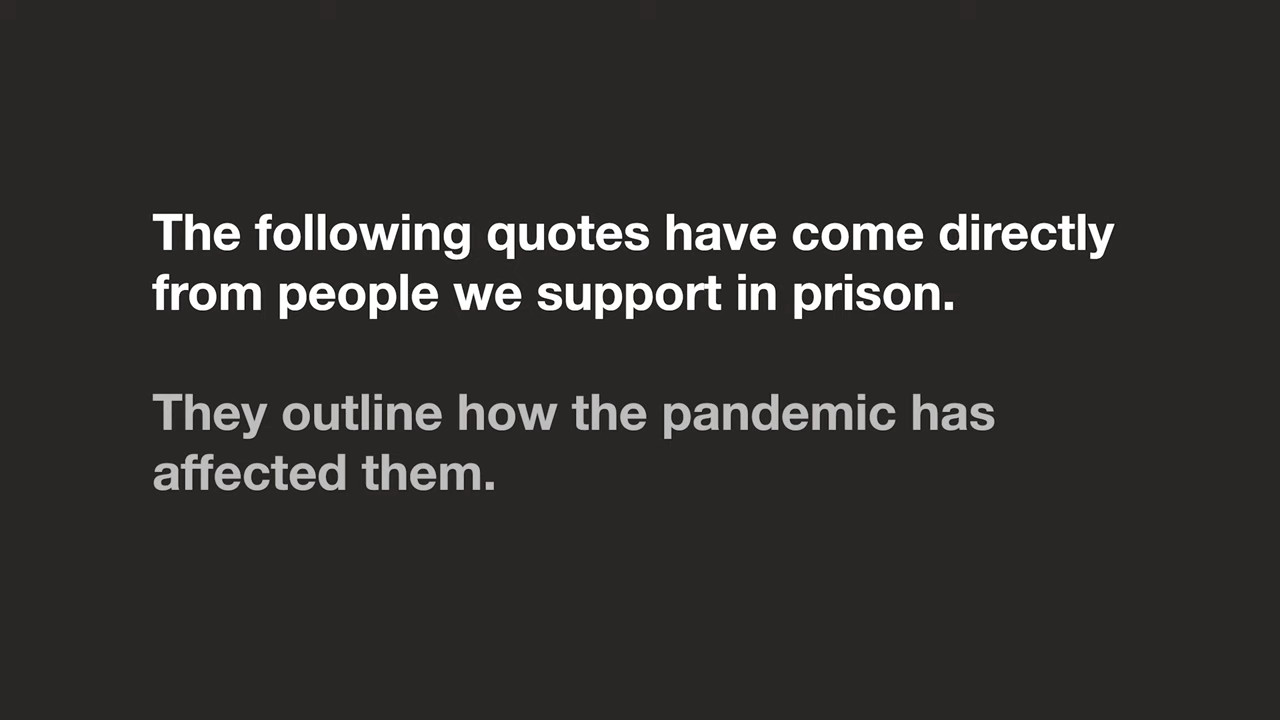 The following quotes have come directly
from people we support in prison.
They outline how the pandemic has
affected them.